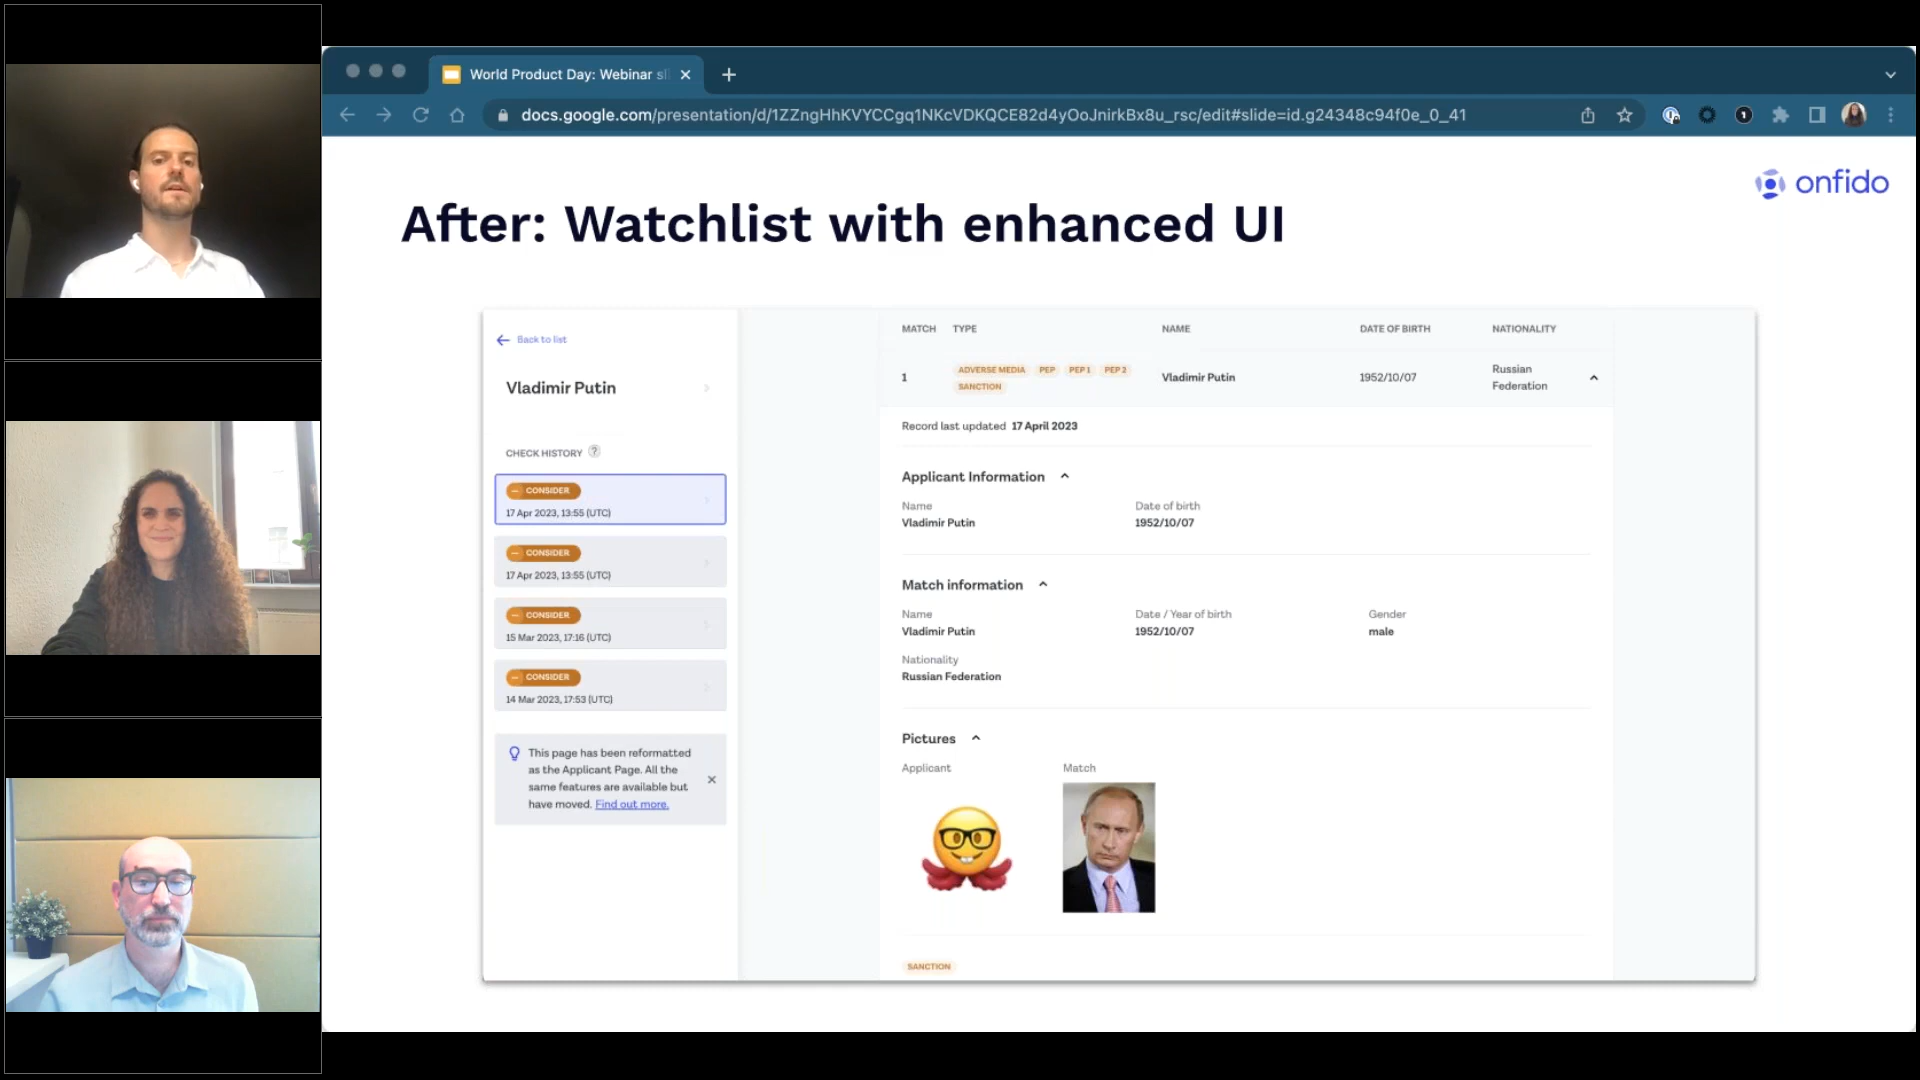 World Product Day: Webinar sl
docs.google.com/presentation/d/1ZZngHhKVYCCgq1NKcVDKQCE82d4yOoJnirkBx8u_rsc/edit#slide=id.g24348c94f0e_0_41
1
onfido
After: Watchlist with enhanced UI
Back to list
Vladimir Putin
CHECK HISTORY ?
CONSIDER
17 Apr 2023, 13:55 (UTC)
CONSIDER
17 Apr 2023, 13:55 (UTC)
CONSIDER
15 Mar 2023, 17:16 (UTC)
CONSIDER
14 Mar 2023, 17:53 (UTC)
This page has been reformatted
as the Applicant Page. All the
same features are available but
have moved. Find out more.
MATCH TYPE NAME DATE OF BIRTH NATIONALITY
1 ADVERSE MEDIA PEP PEP 1 PEP 2 Vladimir Putin 1952/10/07 Russian
SANCTION Federation
Record last updated 17 April 2023
Applicant Information
Name Date of birth
Vladimir Putin 1952/10/07
Match information
Name Date / Year of birth Gender
Vladimir Putin 1952/10/07 male
Nationality
Russian Federation
Pictures
Applicant Match
SANCTION